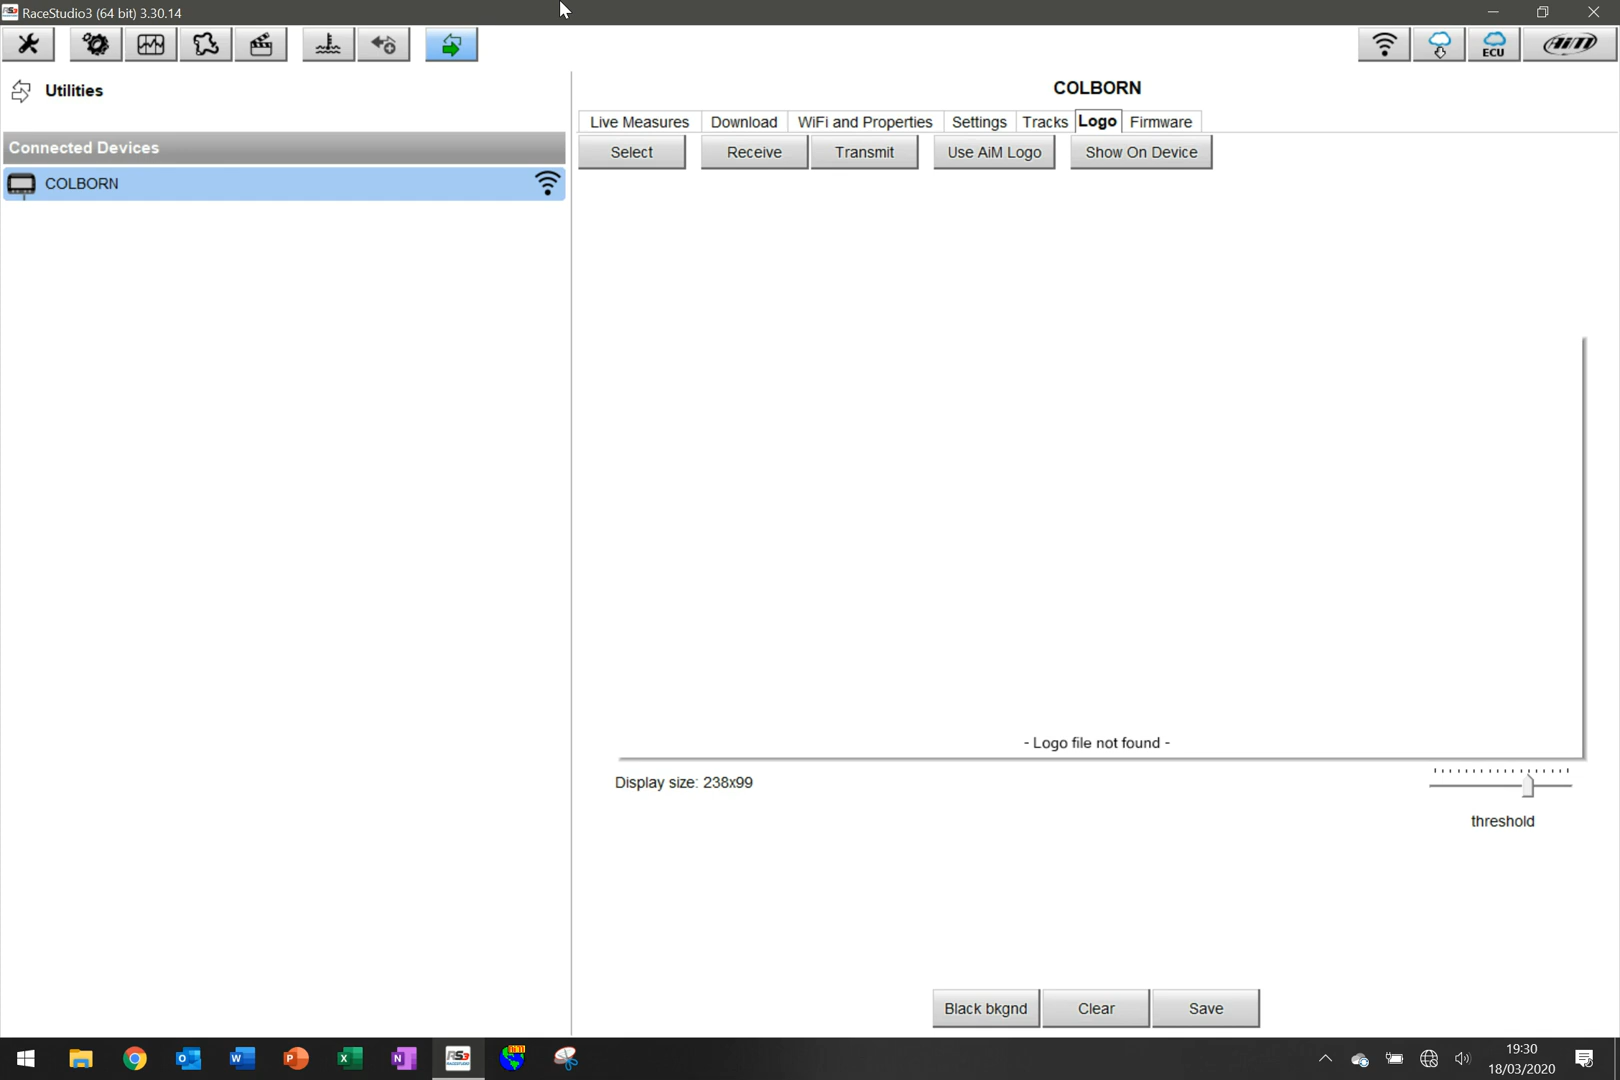 RaceStudio3 (64 bit) 3.30.14
ECU
AiM
Utilities
COLBORN
Live Measures Download WiFi and Properties Settings Tracks Logo Firmware
Connected Devices
Select Receive Transmit Use AiM Logo Show On Device
COLBORN
- Logo file not found -
Display size: 238x99
threshold
Black bkgnd Clear Save
19:30
18/03/2020